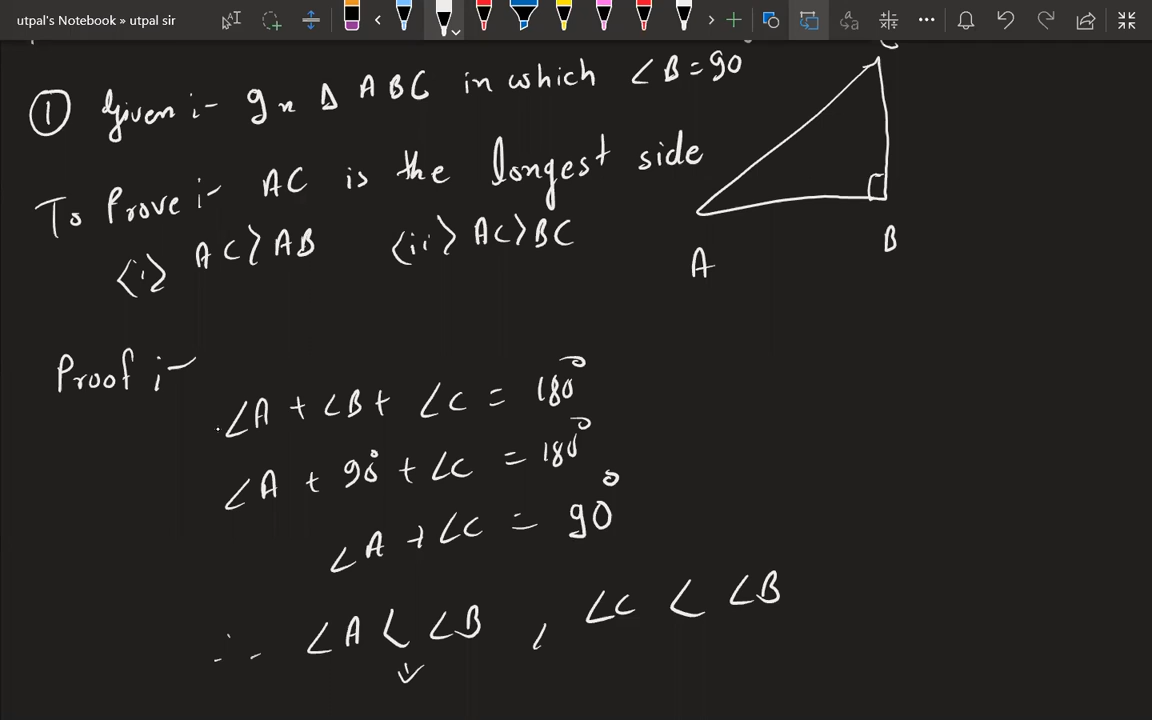 utpal's Notebook » utpal sir
① Given :- In Δ ABC in which ∠B = 90°
To Prove :- AC is the longest side
<i> AC > AB <ii> AC > BC
C
A
B
Proof :-
∠A + ∠B + ∠C = 180°
∠A + 90° + ∠C = 180°
∠A + ∠C = 90°
∴ ∠A < ∠B , ∠C < ∠B